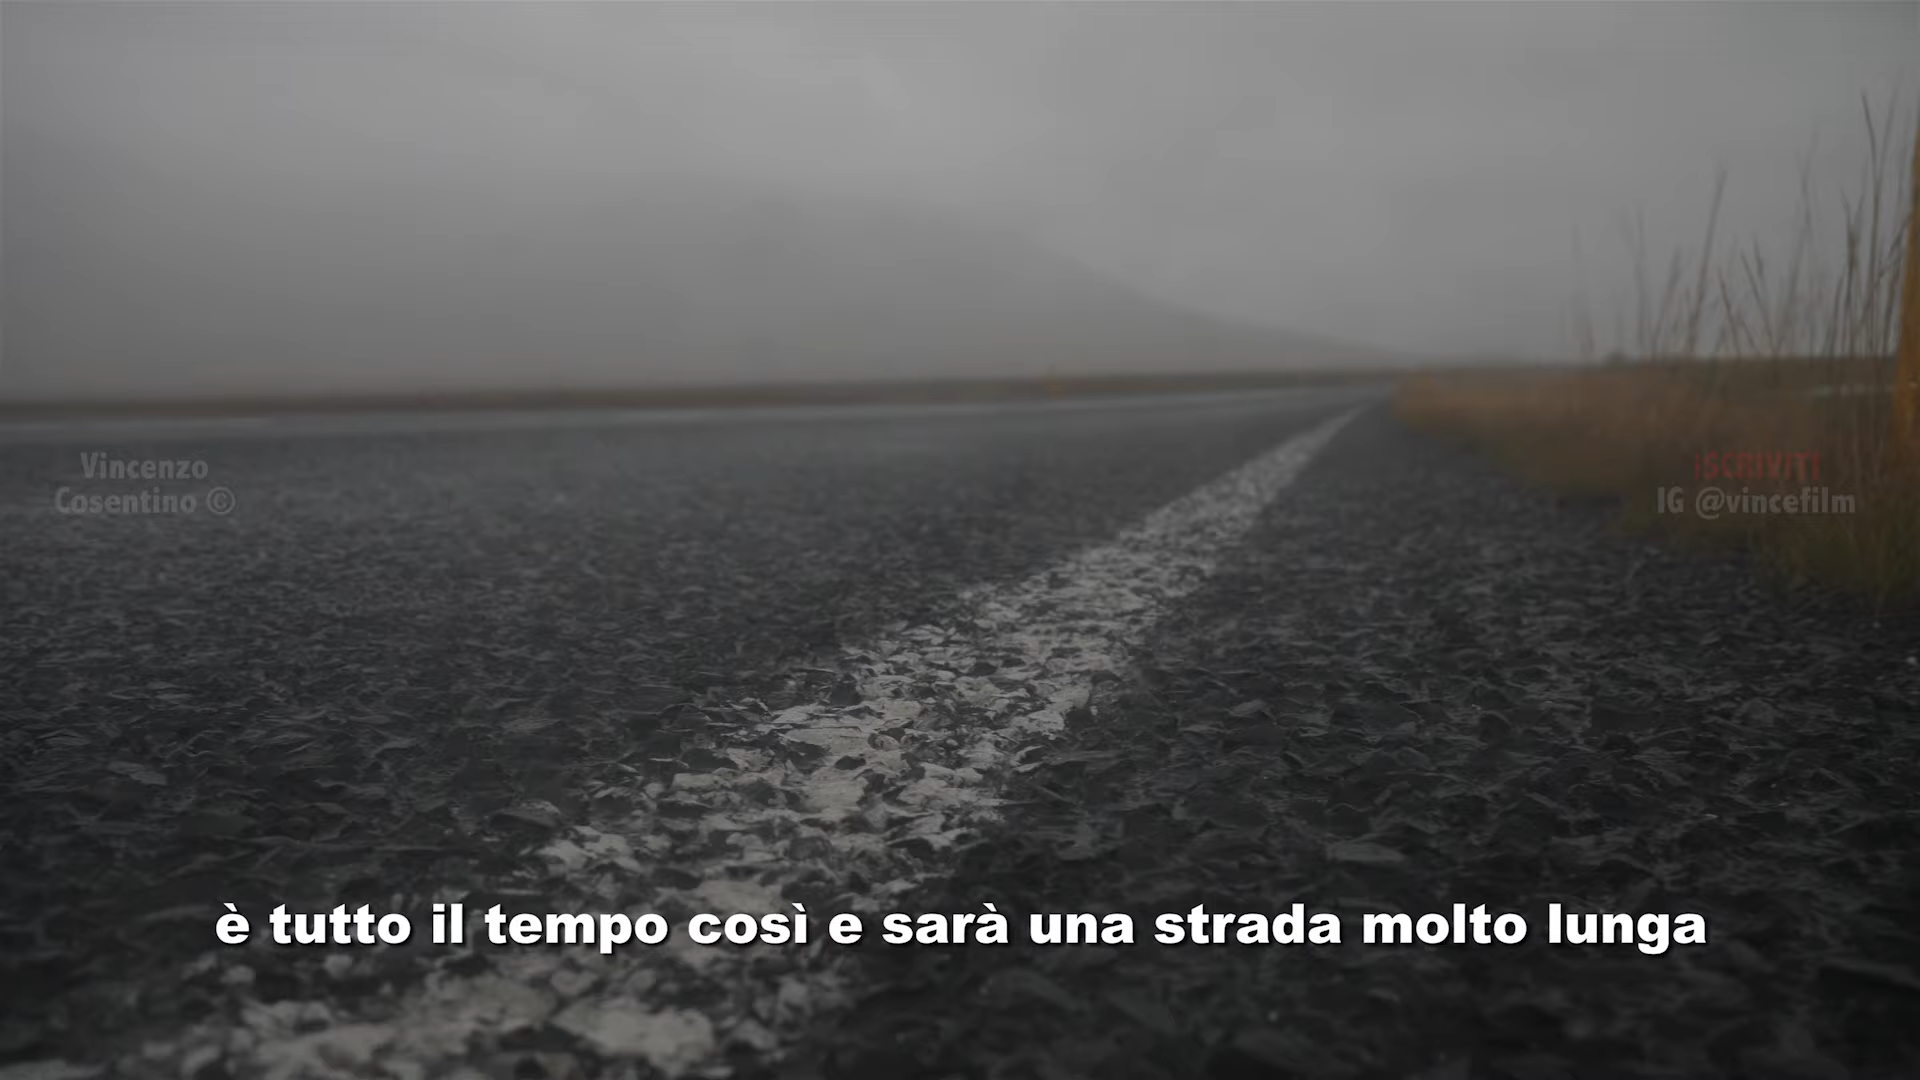 Vincenzo
Cosentino ©
ISCRIVITI
IG @vincefilm
è tutto il tempo così e sarà una strada molto lunga